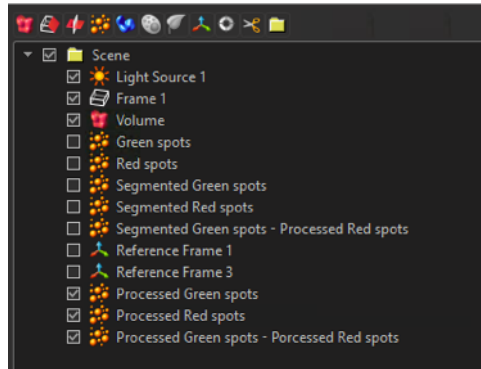 Scene
Light Source 1
Frame 1
Volume
Green spots
Red spots
Segmented Green spots
Segmented Red spots
Segmented Green spots - Processed Red spots
Reference Frame 1
Reference Frame 3
Processed Green spots
Processed Red spots
Processed Green spots - Porcessed Red spots